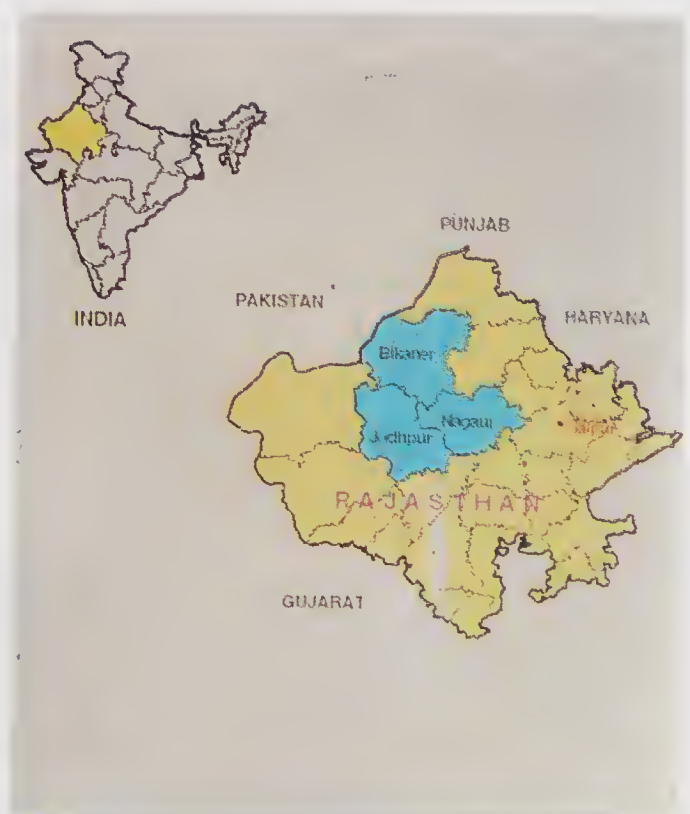 PUNJAB
PAKISTAN
HARYANA
INDIA
Bikaner
Nagaur
Jodhpur
RAJASTHAN
GUJARAT